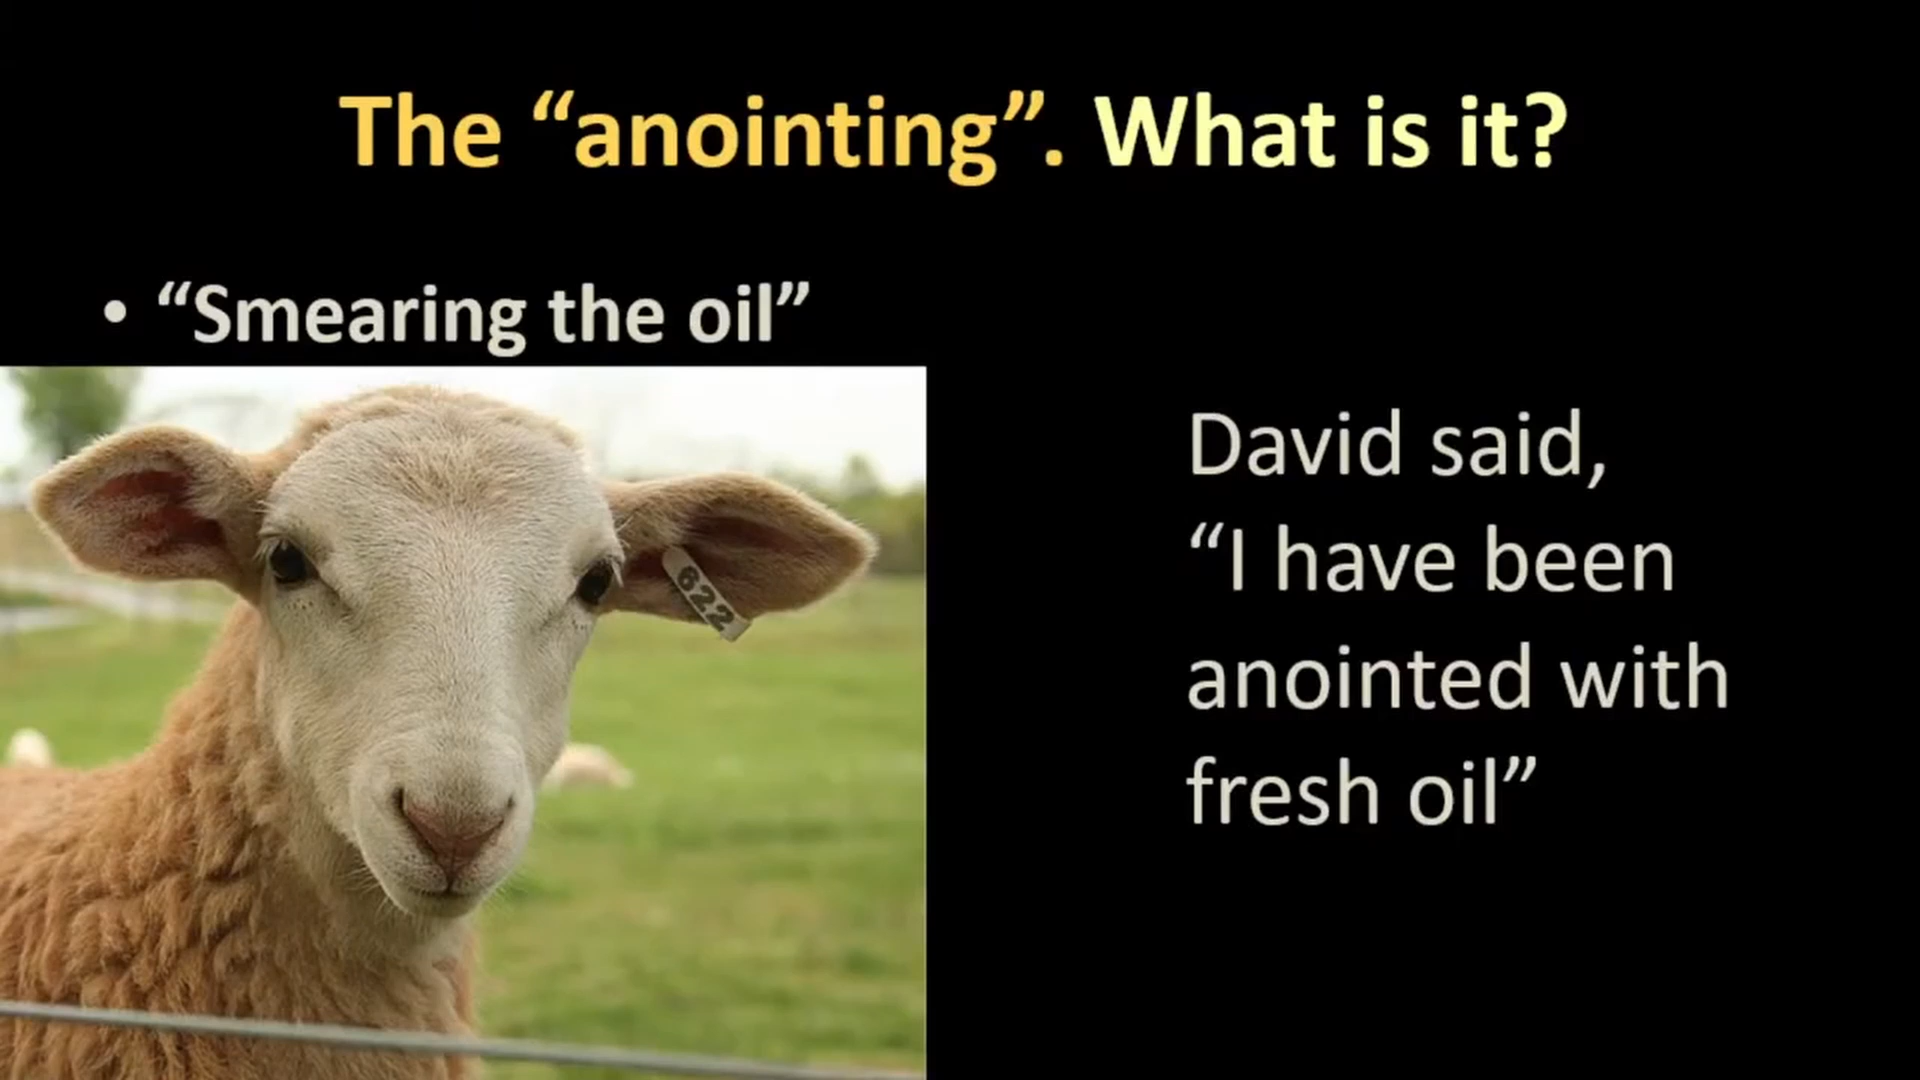 The “anointing”. What is it?
• “Smearing the oil”
622
David said,
“I have been
anointed with
fresh oil”